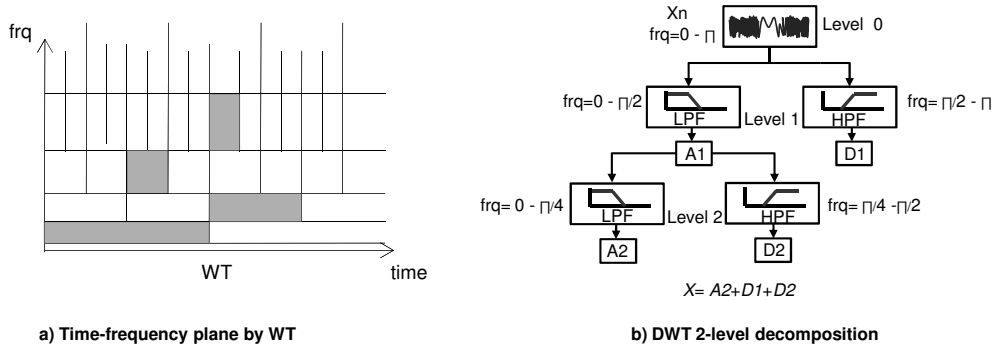 frq
WT
time
a) Time-frequency plane by WT
Xn
frq=0 - ∏
Level 0
frq=0 - ∏/2
LPF
Level 1
HPF
frq= ∏/2 - ∏
A1
D1
frq= 0 - ∏/4
LPF
Level 2
HPF
frq= ∏/4 -∏/2
A2
D2
X= A2+D1+D2
b) DWT 2-level decomposition